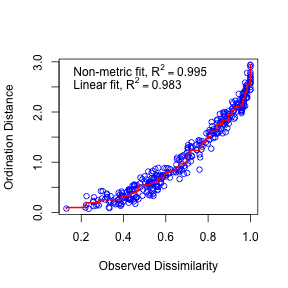 Non-metric fit, R² = 0.995
Linear fit, R² = 0.983
Ordination Distance
3.0
2.0
1.0
0.0
0.2 0.4 0.6 0.8 1.0
Observed Dissimilarity